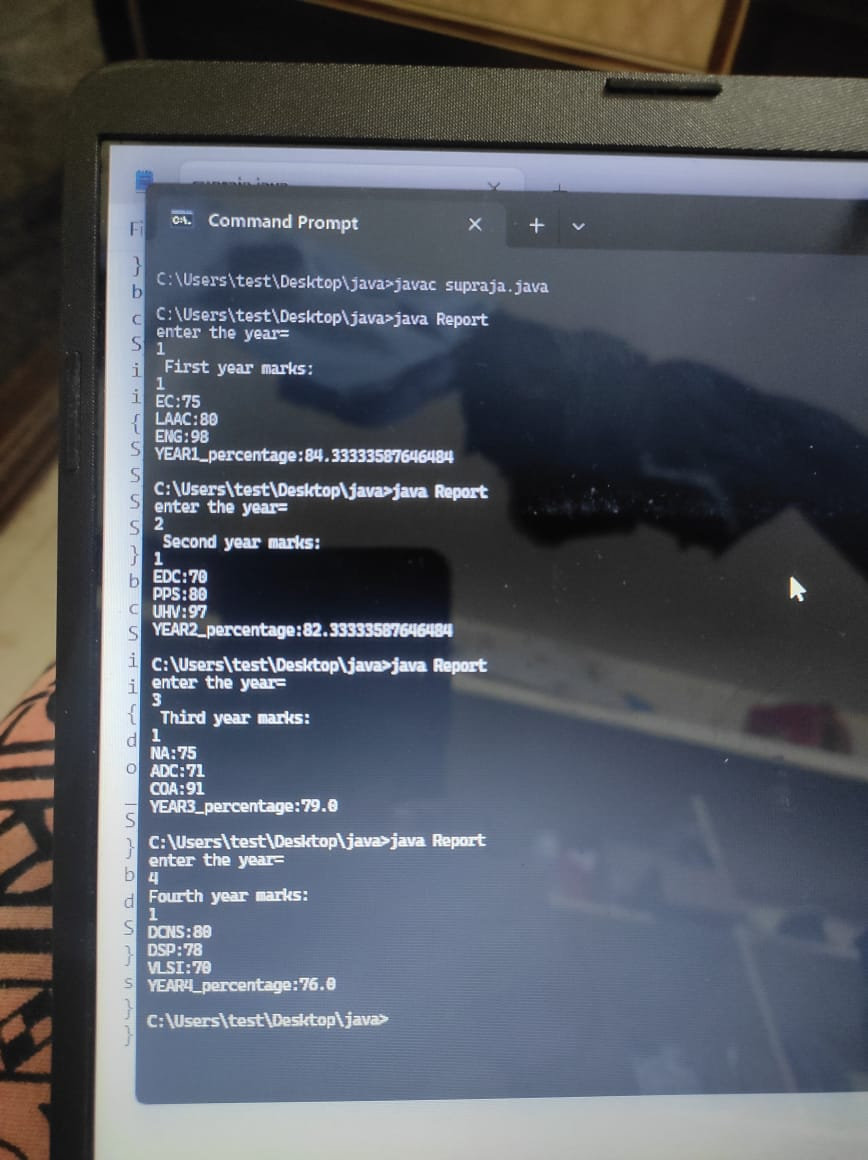 Command Prompt
C:\Users\test\Desktop\java>javac supraja.java
C:\Users\test\Desktop\java>java Report
enter the year=
1
First year marks:
1
EC:75
LAAC:80
ENG:98
YEAR1_percentage:84.33333587646484
C:\Users\test\Desktop\java>java Report
enter the year=
2
Second year marks:
1
EDC:70
PPS:80
UHV:97
YEAR2_percentage:82.33333587646484
C:\Users\test\Desktop\java>java Report
enter the year=
3
Third year marks:
1
NA:75
ADC:71
COA:91
YEAR3_percentage:79.0
C:\Users\test\Desktop\java>java Report
enter the year=
4
Fourth year marks:
1
DCNS:80
DSP:78
VLSI:70
YEAR4_percentage:76.0
C:\Users\test\Desktop\java>